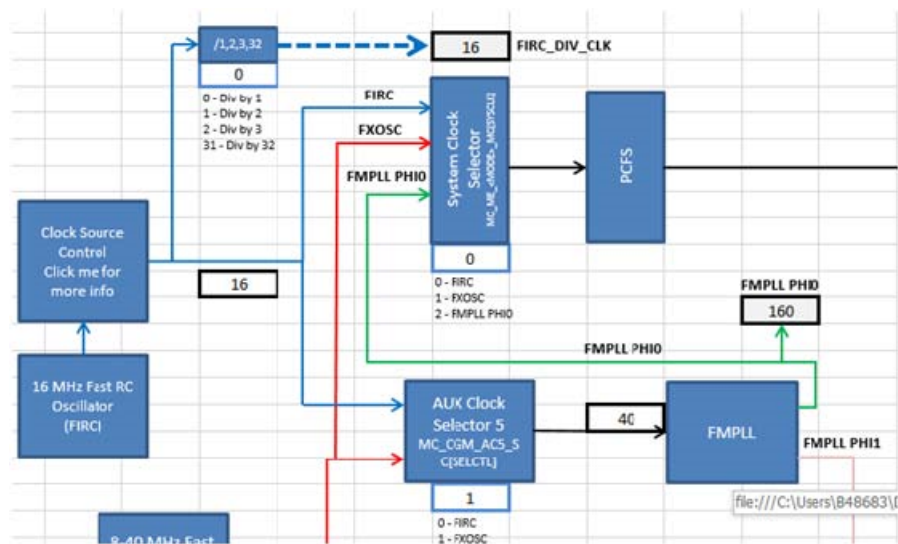 /1,2,3,32
0
0 - Div by 1
1 - Div by 2
2 - Div by 3
31 - Div by 32
16
FIRC_DIV_CLK
FIRC
FXOSC
FMPLL PHI0
System Clock
Selector
MC_ME_<MODE>_MC[SYSCLK]
0
0 - FIRC
1 - FXOSC
2 - FMPLL PHI0
PCFS
Clock Source
Control
Click me for
more info
16
16 MHz Fast RC
Oscillator
(FIRC)
FMPLL PHI0
160
FMPLL PHI0
AUX Clock
Selector 5
MC_CGM_AC5_S
C[SELCTL]
1
0 - FIRC
1 - FXOSC
40
FMPLL
FMPLL PHI1
file:///C:\Users\B48683\D
8-40 MHz Fast